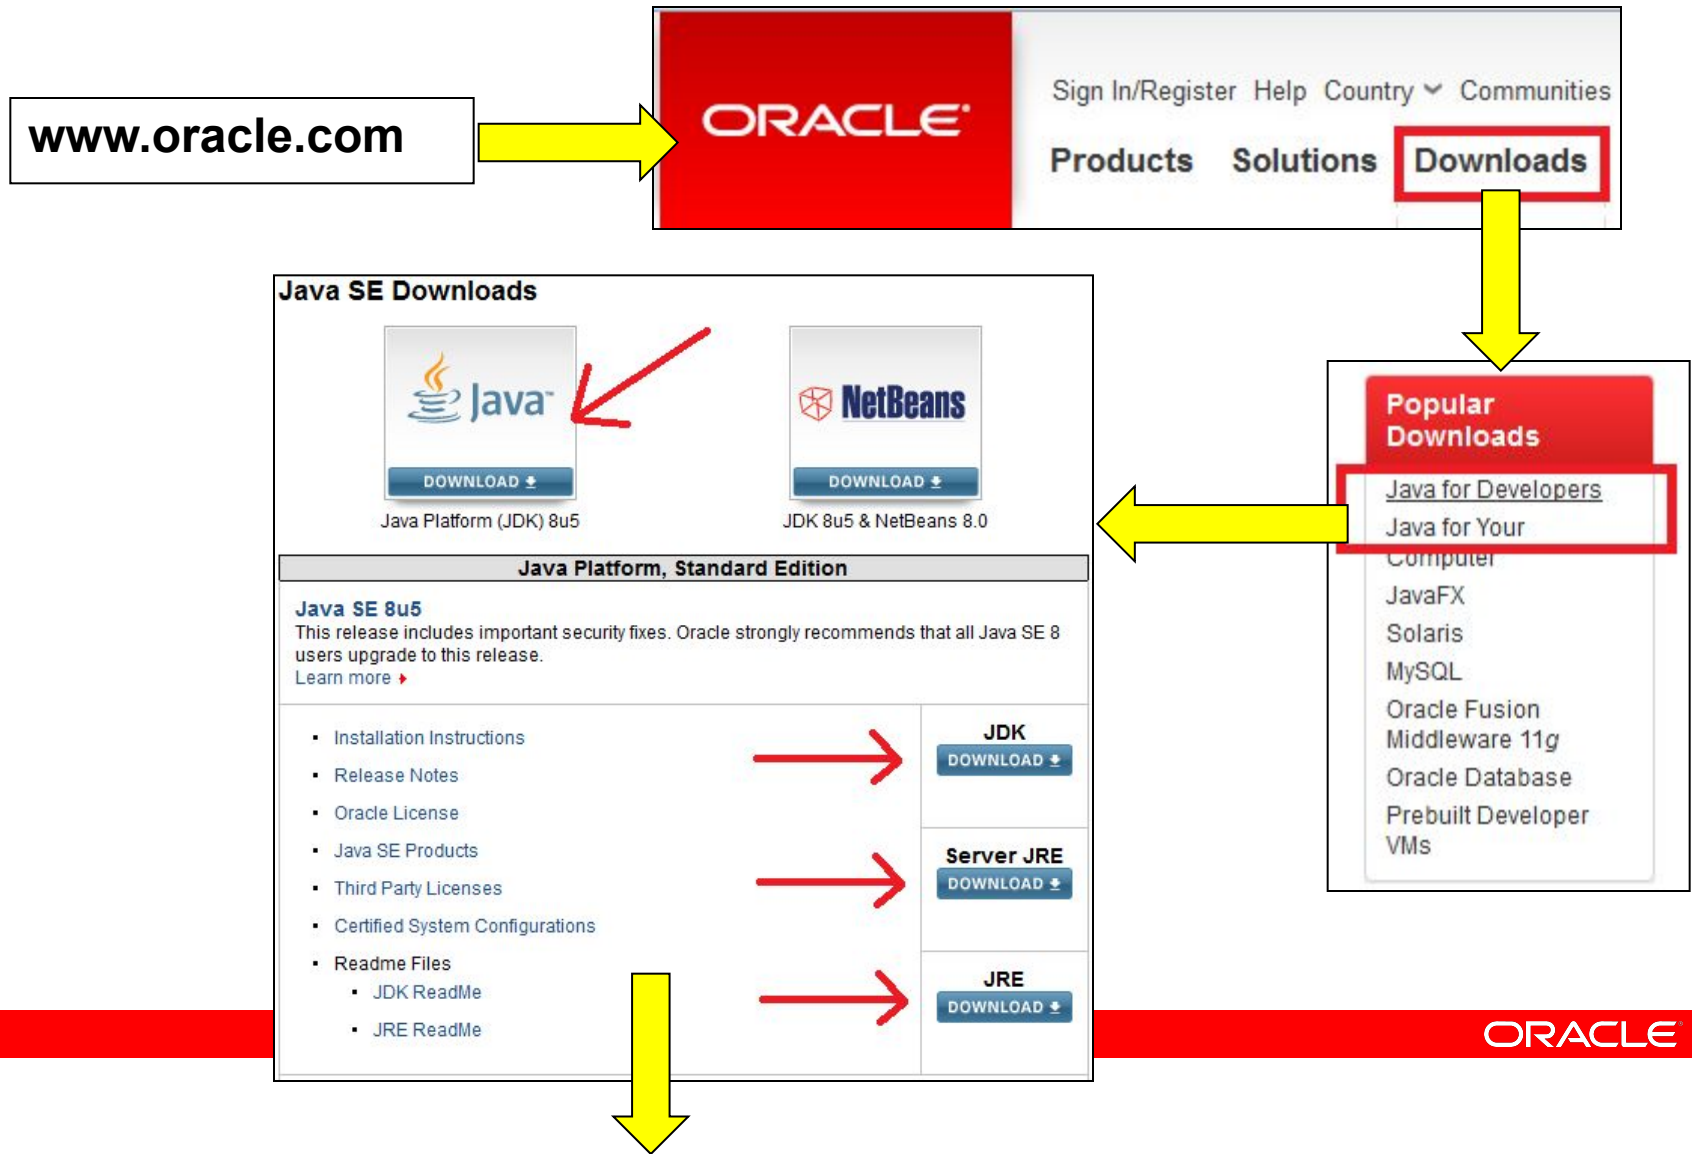 www.oracle.com
ORACLE
Sign In/Register Help Country Communities
Products Solutions Downloads
Java SE Downloads
Java™
DOWNLOAD
Java Platform (JDK) 8u5
NetBeans
DOWNLOAD
JDK 8u5 & NetBeans 8.0
Java Platform, Standard Edition
Java SE 8u5
This release includes important security fixes. Oracle strongly recommends that all Java SE 8
users upgrade to this release.
Learn more
Installation Instructions
Release Notes
Oracle License
Java SE Products
Third Party Licenses
Certified System Configurations
Readme Files
JDK ReadMe
JRE ReadMe
JDK
DOWNLOAD
Server JRE
DOWNLOAD
JRE
DOWNLOAD
Popular
Downloads
Java for Developers
Java for Your
Computer
JavaFX
Solaris
MySQL
Oracle Fusion
Middleware 11g
Oracle Database
Prebuilt Developer
VMs
ORACLE